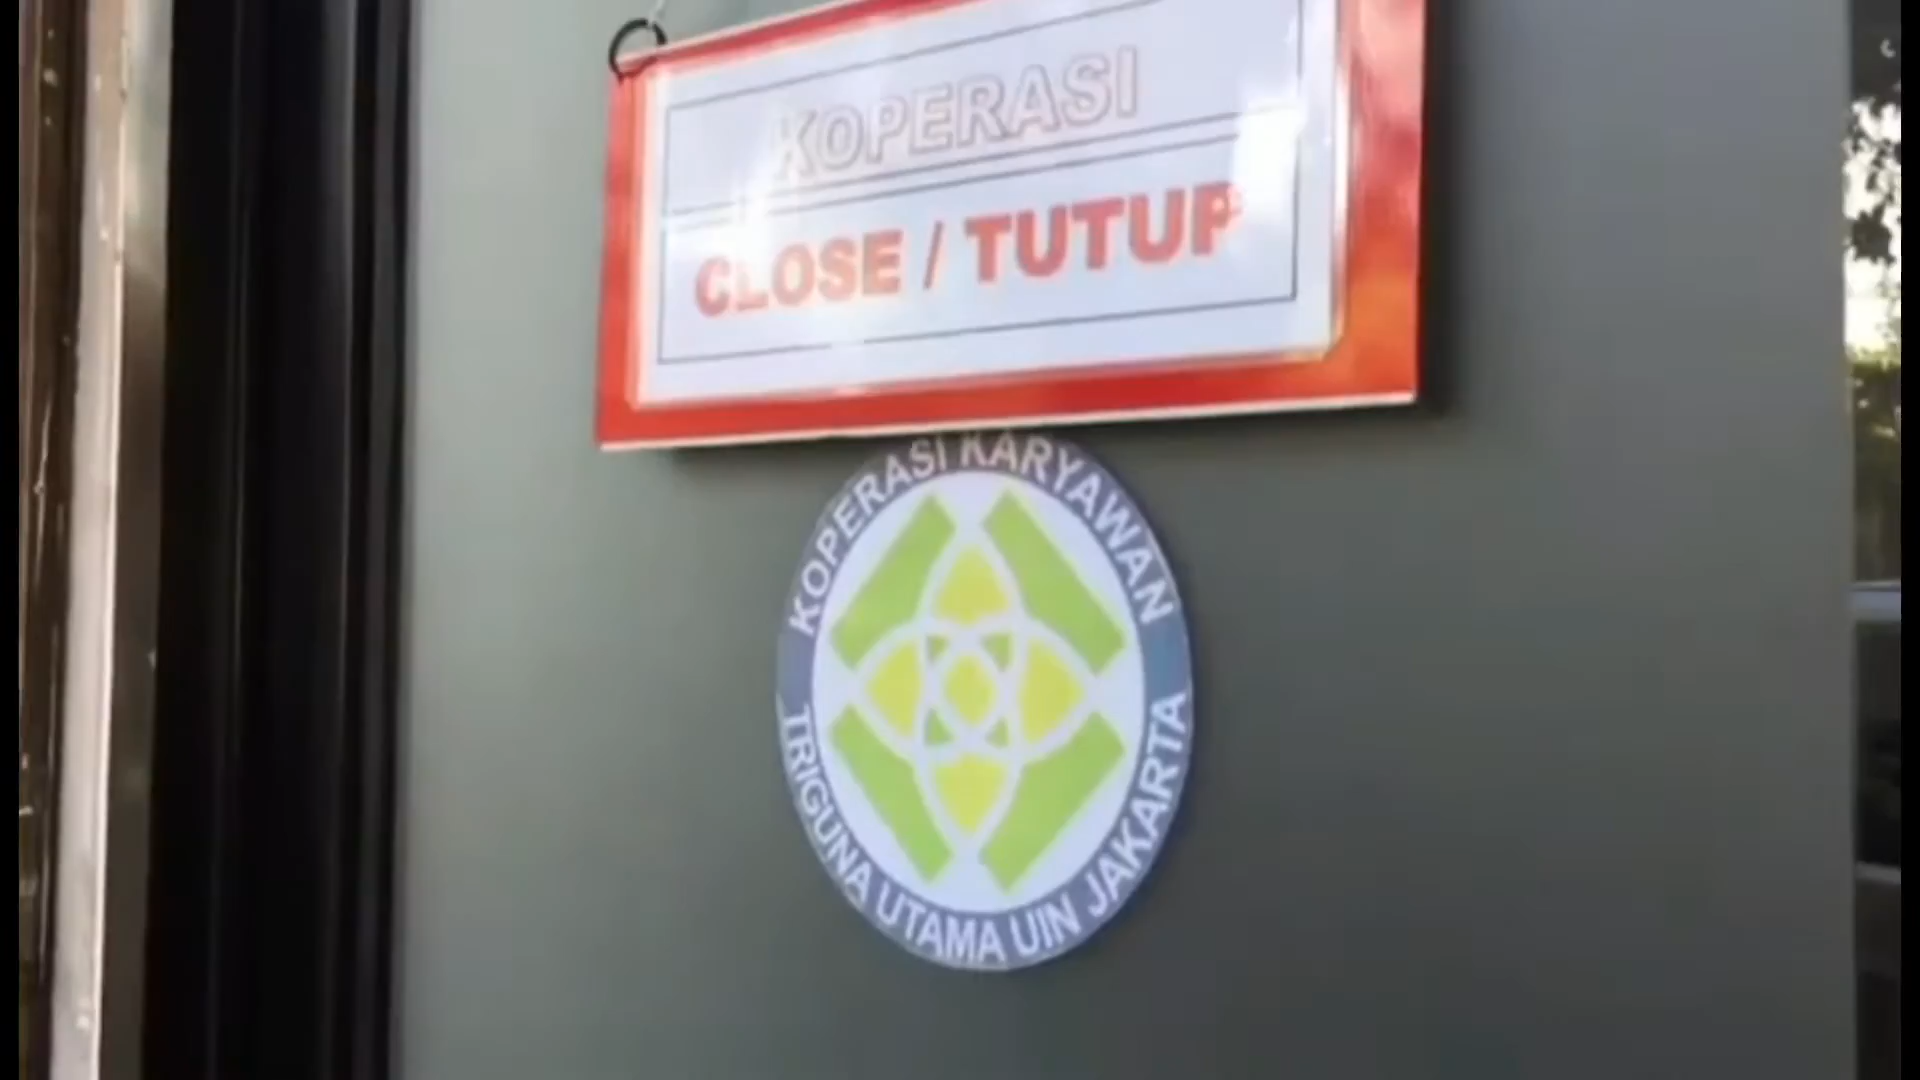 KOPERASI
CLOSE / TUTUP
KOPERASI KARYAWAN
TRIGUNA UTAMA UIN JAKARTA